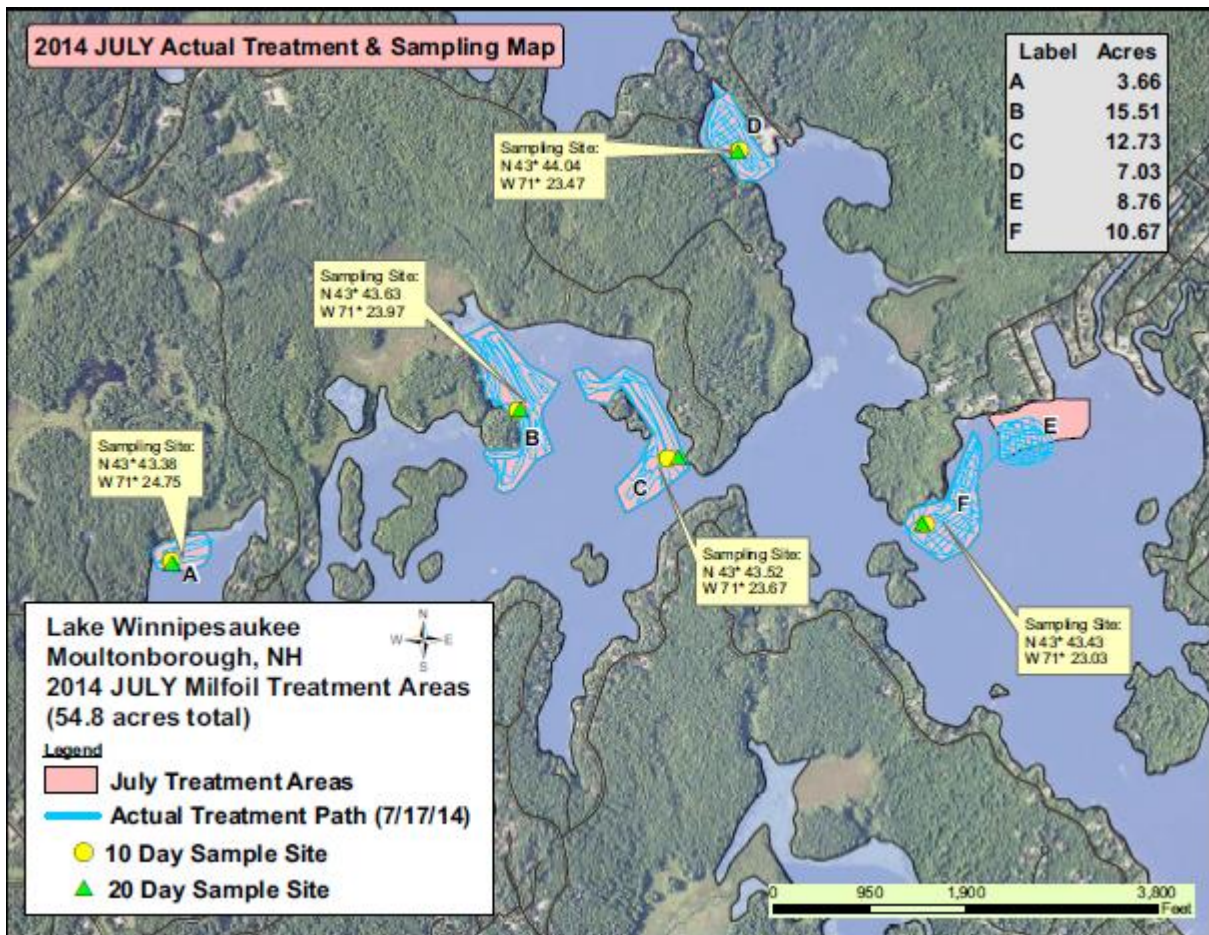 2014 JULY Actual Treatment & Sampling Map
Label Acres
A 3.66
B 15.51
C 12.73
D 7.03
E 8.76
F 10.67
D
Sampling Site:
N 43* 44.04
W 71* 23.47
Sampling Site:
N 43* 43.63
W 71* 23.97
B
E
Sampling Site:
N 43* 43.38
W 71* 24.75
C
F
A
Sampling Site:
N 43* 43.52
W 71* 23.67
Sampling Site:
N 43* 43.43
W 71* 23.03
Lake Winnipesaukee
Moultonborough, NH
2014 JULY Milfoil Treatment Areas
(54.8 acres total)
N
W E
S
Legend
July Treatment Areas
Actual Treatment Path (7/17/14)
10 Day Sample Site
20 Day Sample Site
0 950 1,900 3,800
Feet